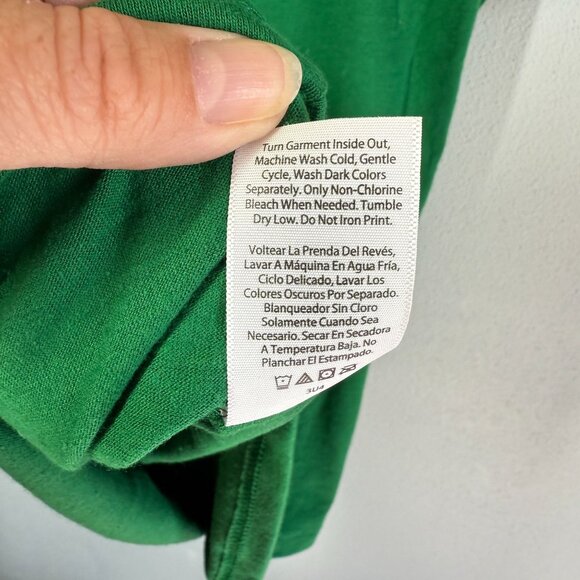 Turn Garment Inside Out,
Machine Wash Cold, Gentle
Cycle, Wash Dark Colors
Separately. Only Non-Chlorine
Bleach When Needed. Tumble
Dry Low. Do Not Iron Print.
Voltear La Prenda Del Revés,
Lavar A Máquina En Agua Fría,
Ciclo Delicado, Lavar Los
Colores Oscuros Por Separado.
Blanqueador Sin Cloro
Solamente Cuando Sea
Necesario. Secar En Secadora
A Temperatura Baja. No
Planchar El Estampado.
3U4